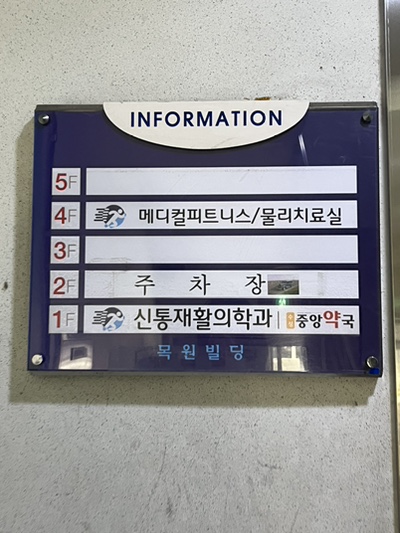 INFORMATION
5F
4F 메디컬피트니스/물리치료실
3F
2F 주 차 장
1F 신통재활의학과 | 중앙약국
목원빌딩